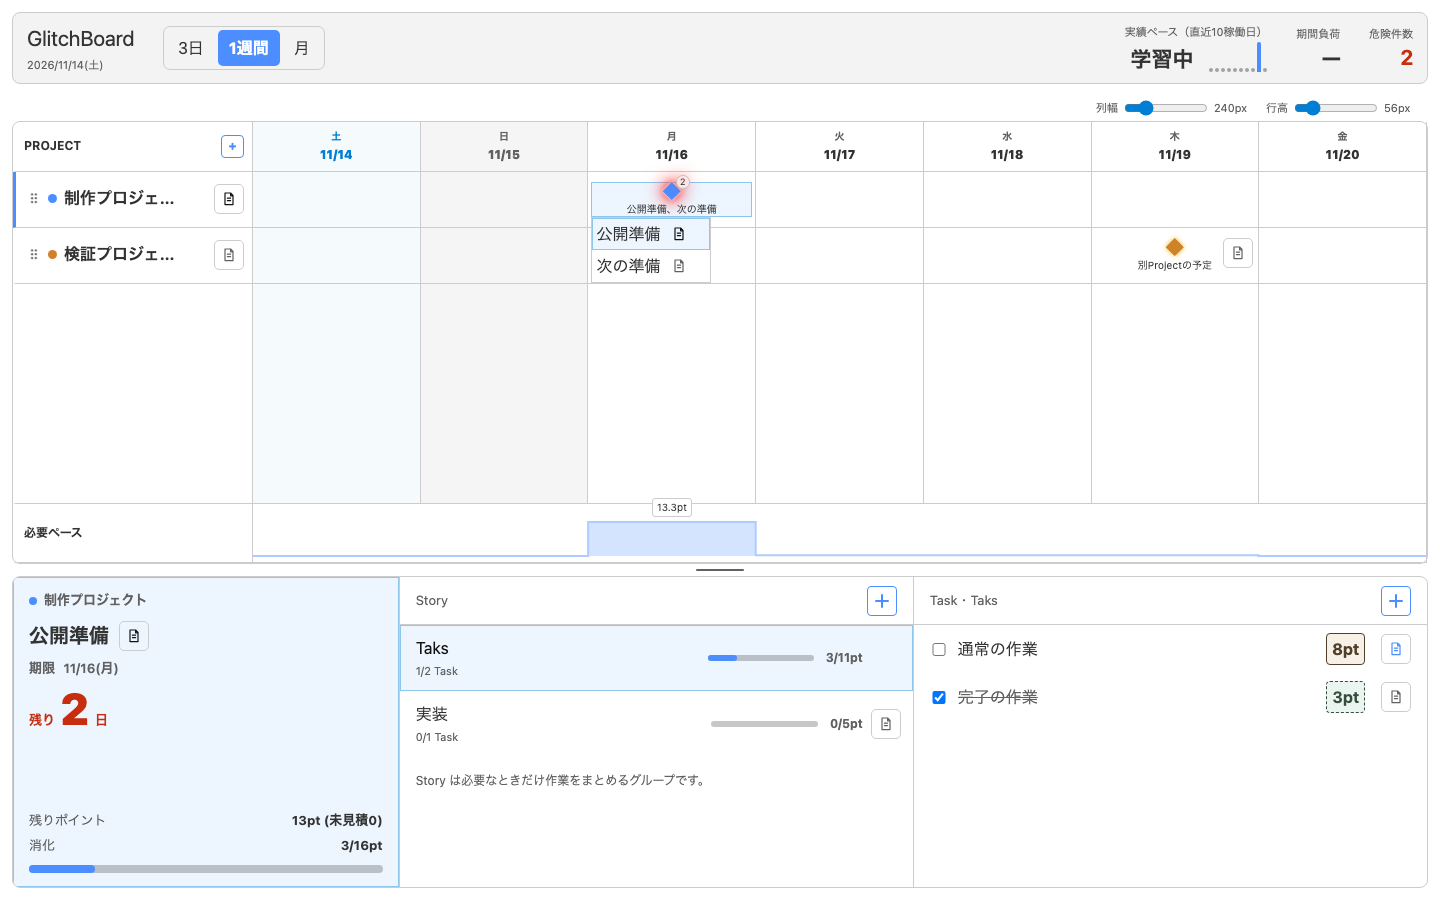 GlitchBoard
2026/11/14(土)
3日 1週間 月
実績ペース（直近10稼働日）
学習中
期間負荷
—
危険件数
2
列幅 240px 行高 56px
PROJECT +
土 11/14
日 11/15
月 11/16
火 11/17
水 11/18
木 11/19
金 11/20
制作プロジェ...
2
公開準備、次の準備
公開準備
次の準備
検証プロジェ...
別Projectの予定
必要ペース
13.3pt
制作プロジェクト
公開準備
期限 11/16(月)
残り 2 日
残りポイント 13pt (未見積0)
消化 3/16pt
Story +
Taks
1/2 Task
3/11pt
実装
0/1 Task
0/5pt
Story は必要なときだけ作業をまとめるグループです。
Task・Taks +
通常の作業 8pt
完了の作業 3pt